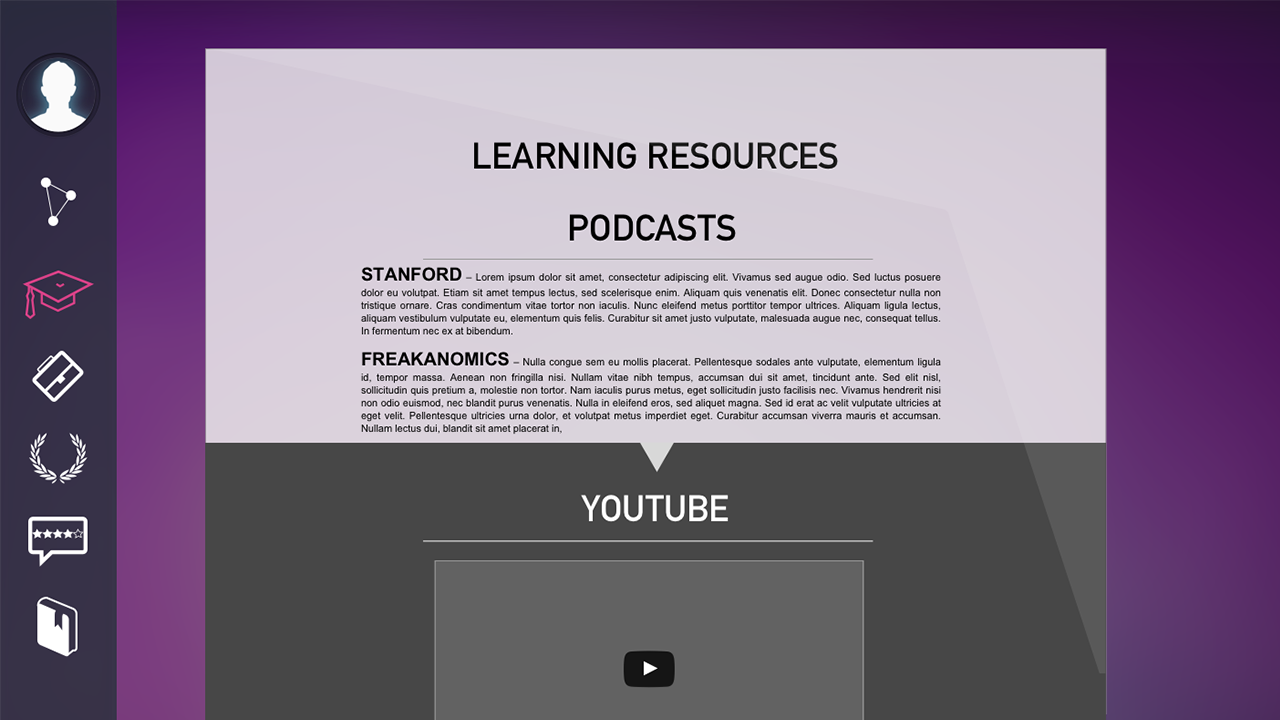 LEARNING RESOURCES
PODCASTS
STANFORD – Lorem ipsum dolor sit amet, consectetur adipiscing elit. Vivamus sed augue odio. Sed luctus posuere
dolor eu volutpat. Etiam sit amet tempus lectus, sed scelerisque enim. Aliquam quis venenatis elit. Donec consectetur nulla non
tristique ornare. Cras condimentum vitae tortor non iaculis. Nunc eleifend metus porttitor tempor ultrices. Aliquam ligula lectus,
aliquam vestibulum vulputate eu, elementum quis felis. Curabitur sit amet justo vulputate, malesuada augue nec, consequat tellus.
In fermentum nec ex at bibendum.
FREAKANOMICS – Nulla congue sem eu mollis placerat. Pellentesque sodales ante vulputate, elementum ligula
id, tempor massa. Aenean non fringilla nisi. Nullam vitae nibh tempus, accumsan dui sit amet, tincidunt ante. Sed elit nisl,
sollicitudin quis pretium a, molestie non tortor. Nam iaculis purus metus, eget sollicitudin justo facilisis nec. Vivamus hendrerit nisi
non odio euismod, nec blandit purus venenatis. Nulla in eleifend eros, sed aliquet magna. Sed id erat ac velit vulputate ultricies at
eget velit. Pellentesque ultricies urna dolor, et volutpat metus imperdiet eget. Curabitur accumsan viverra mauris et accumsan.
Nullam lectus dui, blandit sit amet placerat in,
YOUTUBE